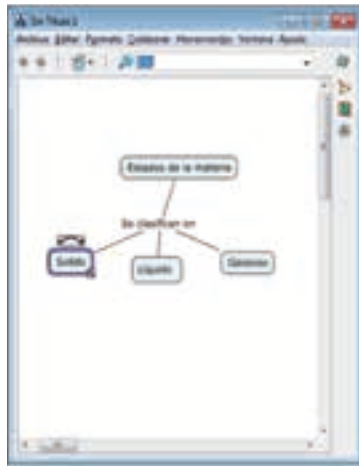 Sin Título 1
Archivo Editar Formato Colaborar Herramientas Ventana Ayuda
Estados de la materia
Se clasifican en
Sólido
Líquido
Gaseoso